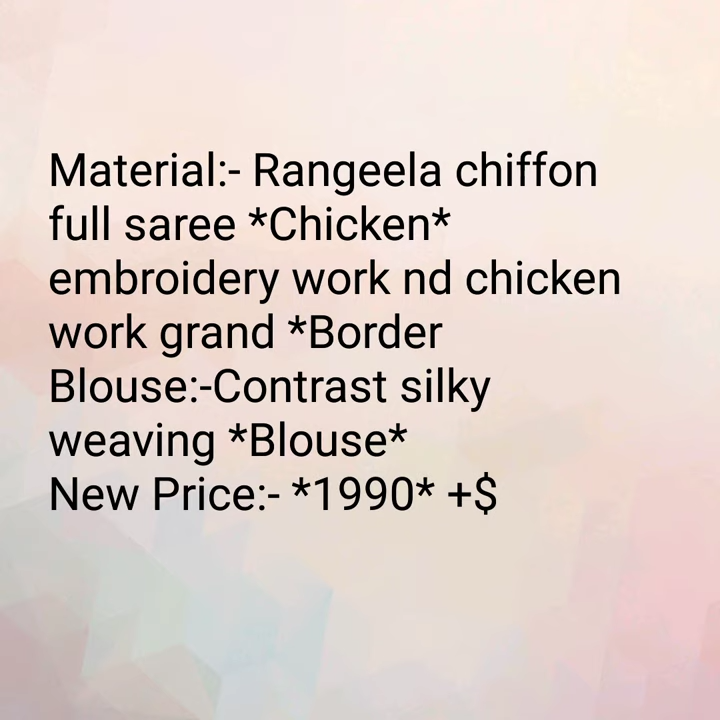 Material:- Rangeela chiffon
full saree *Chicken*
embroidery work nd chicken
work grand *Border
Blouse:-Contrast silky
weaving *Blouse*
New Price:- *1990* +$